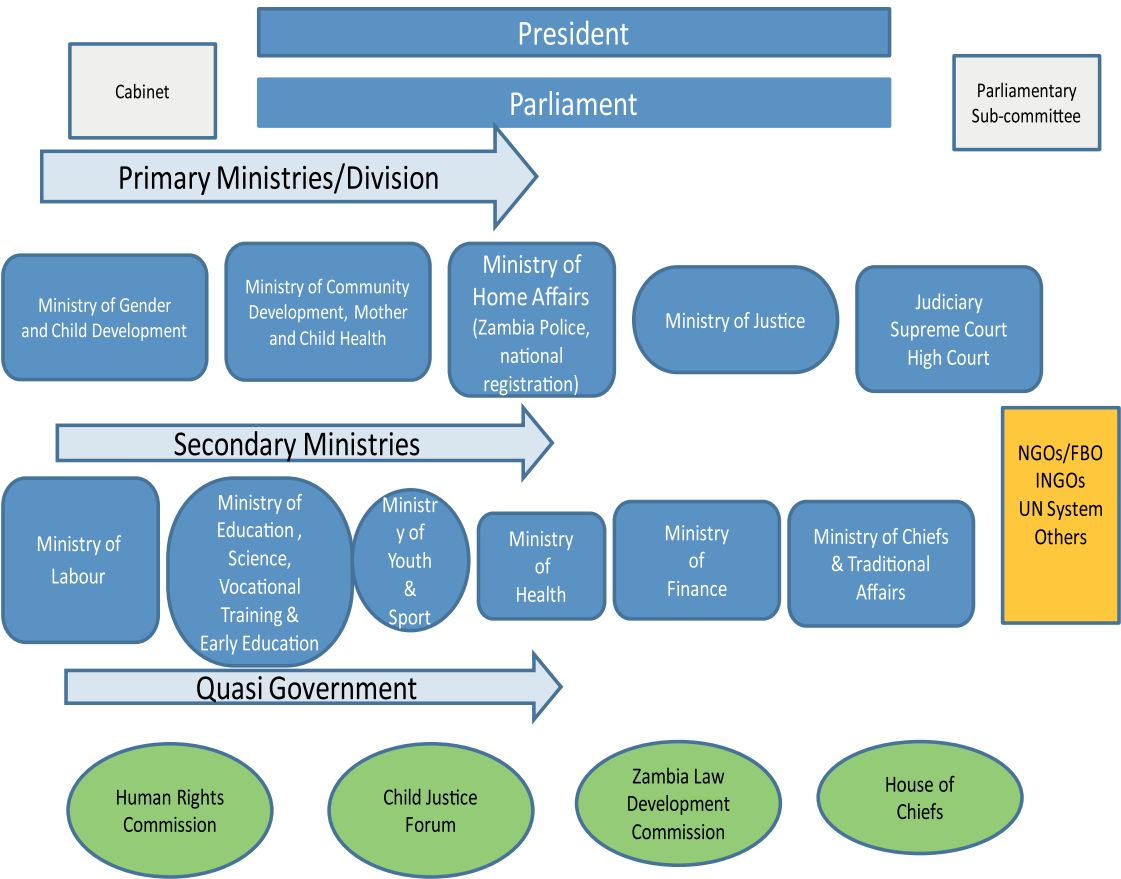 President
Cabinet
Parliament
Parliamentary
Sub-committee
Primary Ministries/Division
Ministry of Gender
and Child Development
Ministry of Community
Development, Mother
and Child Health
Ministry of
Home Affairs
(Zambia Police,
national
registration)
Ministry of Justice
Judiciary
Supreme Court
High Court
Secondary Ministries
NGOs/FBO
INGOs
UN System
Others
Ministry of
Labour
Ministry of
Education ,
Science,
Vocational
Training &
Early Education
Ministr
y of
Youth
&
Sport
Ministry
of
Health
Ministry
of
Finance
Ministry of Chiefs
& Traditional
Affairs
Quasi Government
Human Rights
Commission
Child Justice
Forum
Zambia Law
Development
Commission
House of
Chiefs